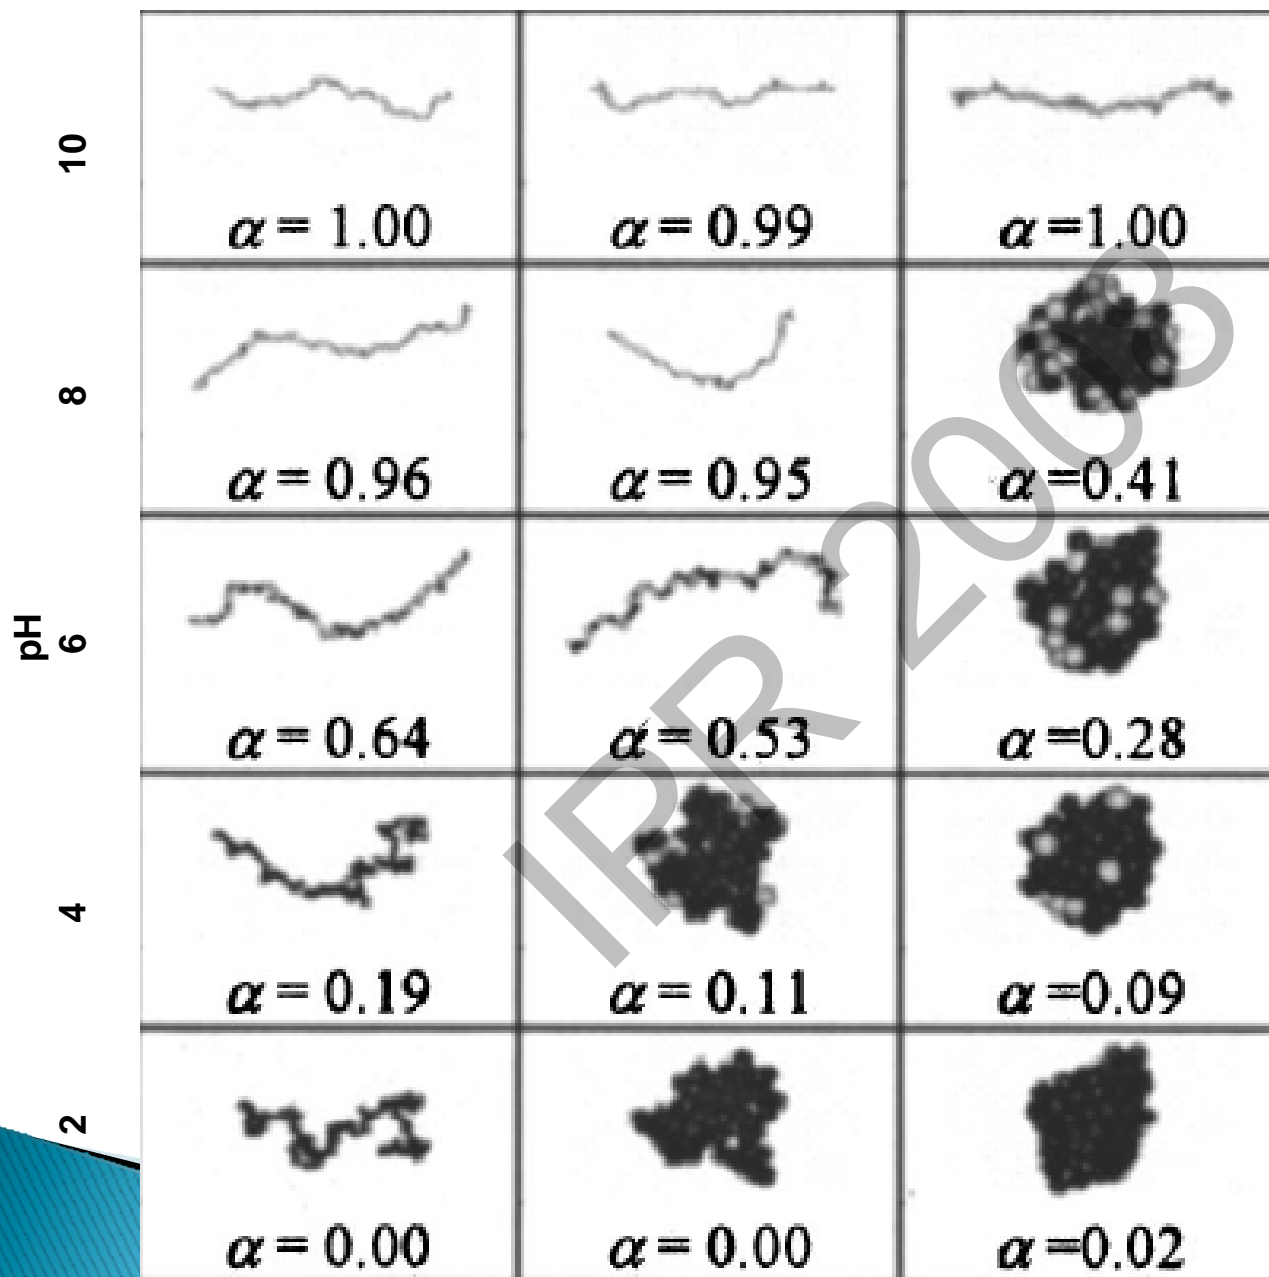 10
α = 1.00
α = 0.99
α =1.00
8
α = 0.96
α = 0.95
α =0.41
pH
6
α = 0.64
α = 0.53
α =0.28
4
α = 0.19
α = 0.11
α =0.09
2
α = 0.00
α = 0.00
α =0.02
IPR 2008